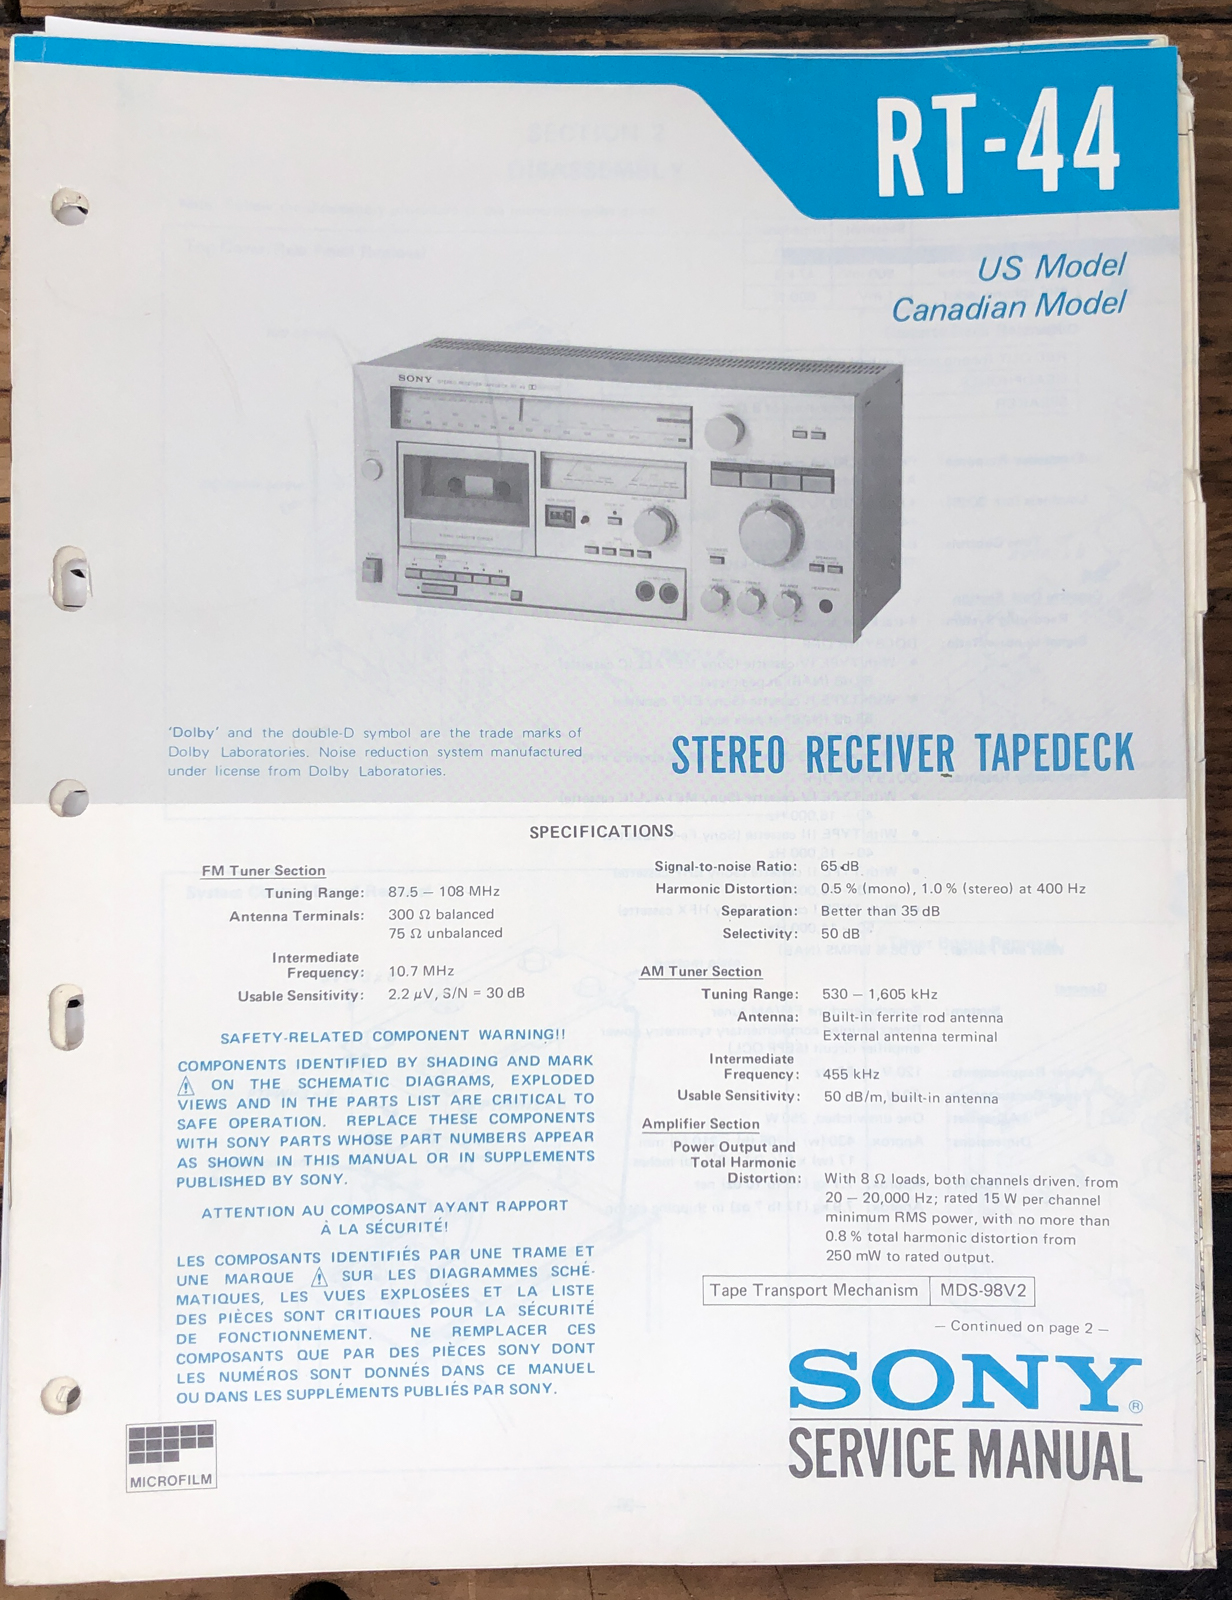 RT-44
US Model
Canadian Model
SONY
'Dolby' and the double-D symbol are the trade marks of
Dolby Laboratories. Noise reduction system manufactured
under license from Dolby Laboratories.
STEREO RECEIVER TAPEDECK
SPECIFICATIONS
FM Tuner Section
Tuning Range: 87.5 – 108 MHz
Antenna Terminals: 300 Ω balanced
75 Ω unbalanced
Intermediate
Frequency: 10.7 MHz
Usable Sensitivity: 2.2 μV, S/N = 30 dB
SAFETY-RELATED COMPONENT WARNING!!
COMPONENTS IDENTIFIED BY SHADING AND MARK
⚠ ON THE SCHEMATIC DIAGRAMS, EXPLODED
VIEWS AND IN THE PARTS LIST ARE CRITICAL TO
SAFE OPERATION. REPLACE THESE COMPONENTS
WITH SONY PARTS WHOSE PART NUMBERS APPEAR
AS SHOWN IN THIS MANUAL OR IN SUPPLEMENTS
PUBLISHED BY SONY.
ATTENTION AU COMPOSANT AYANT RAPPORT
À LA SÉCURITÉ!
LES COMPOSANTS IDENTIFIÉS PAR UNE TRAME ET
UNE MARQUE ⚠ SUR LES DIAGRAMMES SCHÉ-
MATIQUES, LES VUES EXPLOSÉES ET LA LISTE
DES PIÈCES SONT CRITIQUES POUR LA SÉCURITÉ
DE FONCTIONNEMENT. NE REMPLACER CES
COMPOSANTS QUE PAR DES PIÈCES SONY DONT
LES NUMÉROS SONT DONNÉS DANS CE MANUEL
OU DANS LES SUPPLÉMENTS PUBLIÉS PAR SONY.
MICROFILM
Signal-to-noise Ratio: 65 dB
Harmonic Distortion: 0.5 % (mono), 1.0 % (stereo) at 400 Hz
Separation: Better than 35 dB
Selectivity: 50 dB
AM Tuner Section
Tuning Range: 530 – 1,605 kHz
Antenna: Built-in ferrite rod antenna
External antenna terminal
Intermediate
Frequency: 455 kHz
Usable Sensitivity: 50 dB/m, built-in antenna
Amplifier Section
Power Output and
Total Harmonic
Distortion: With 8 Ω loads, both channels driven, from
20 – 20,000 Hz; rated 15 W per channel
minimum RMS power, with no more than
0.8 % total harmonic distortion from
250 mW to rated output.
Tape Transport Mechanism MDS-98V2
– Continued on page 2 –
SONY®
SERVICE MANUAL